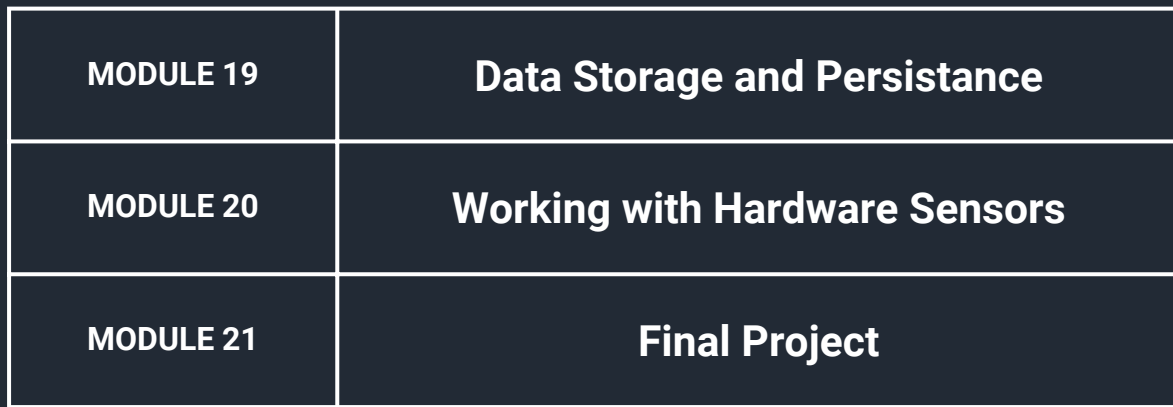 MODULE 19
Data Storage and Persistance
MODULE 20
Working with Hardware Sensors
MODULE 21
Final Project